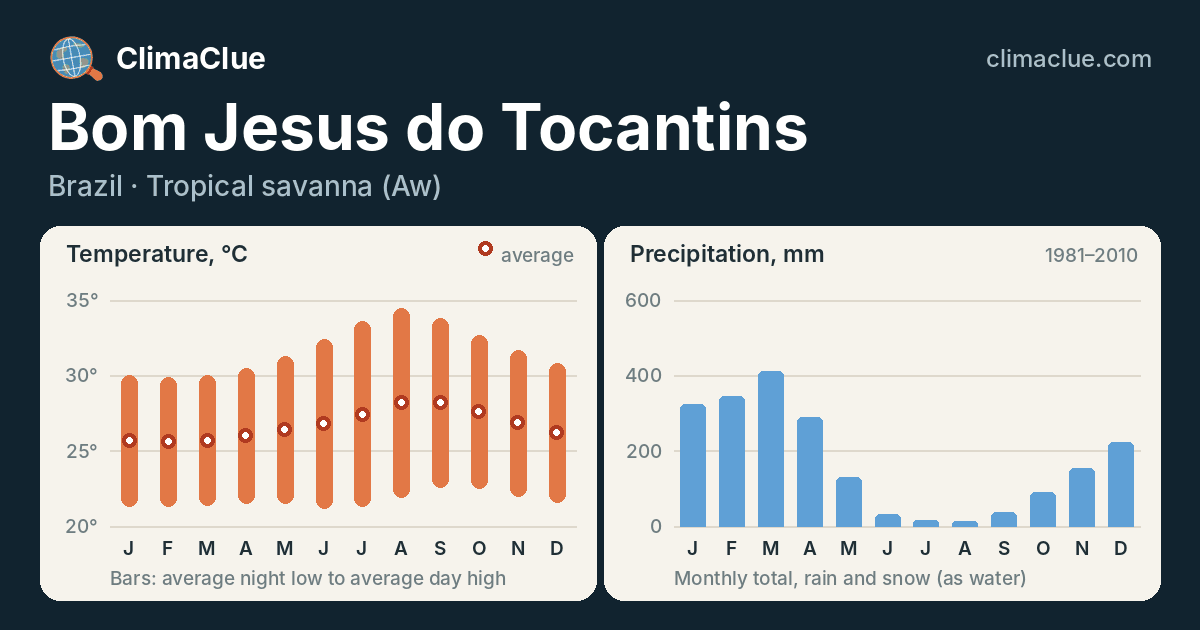 ClimaClue
climaclue.com
Bom Jesus do Tocantins
Brazil · Tropical savanna (Aw)
Temperature, °C
average
35°
30°
25°
20°
J F M A M J J A S O N D
Bars: average night low to average day high
Precipitation, mm
1981–2010
600
400
200
0
J F M A M J J A S O N D
Monthly total, rain and snow (as water)